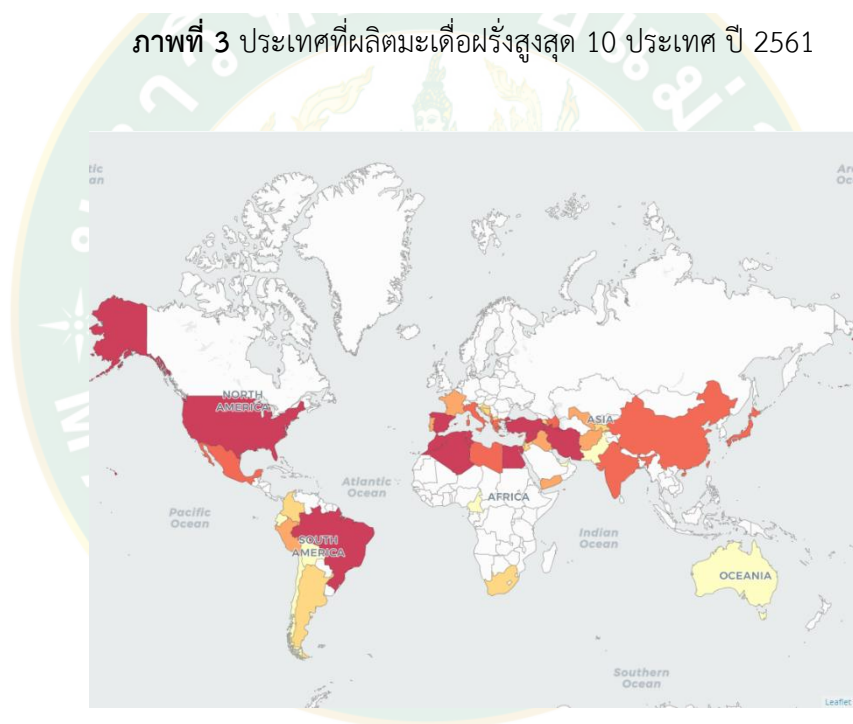 ภาพที่ 3 ประเทศที่ผลิตมะเดื่อฝรั่งสูงสุด 10 ประเทศ ปี 2561
NORTH
AMERICA
ASIA
Atlantic
Ocean
AFRICA
Pacific
Ocean
SOUTH
AMERICA
Indian
Ocean
OCEANIA
Southern
Ocean
Leaflet